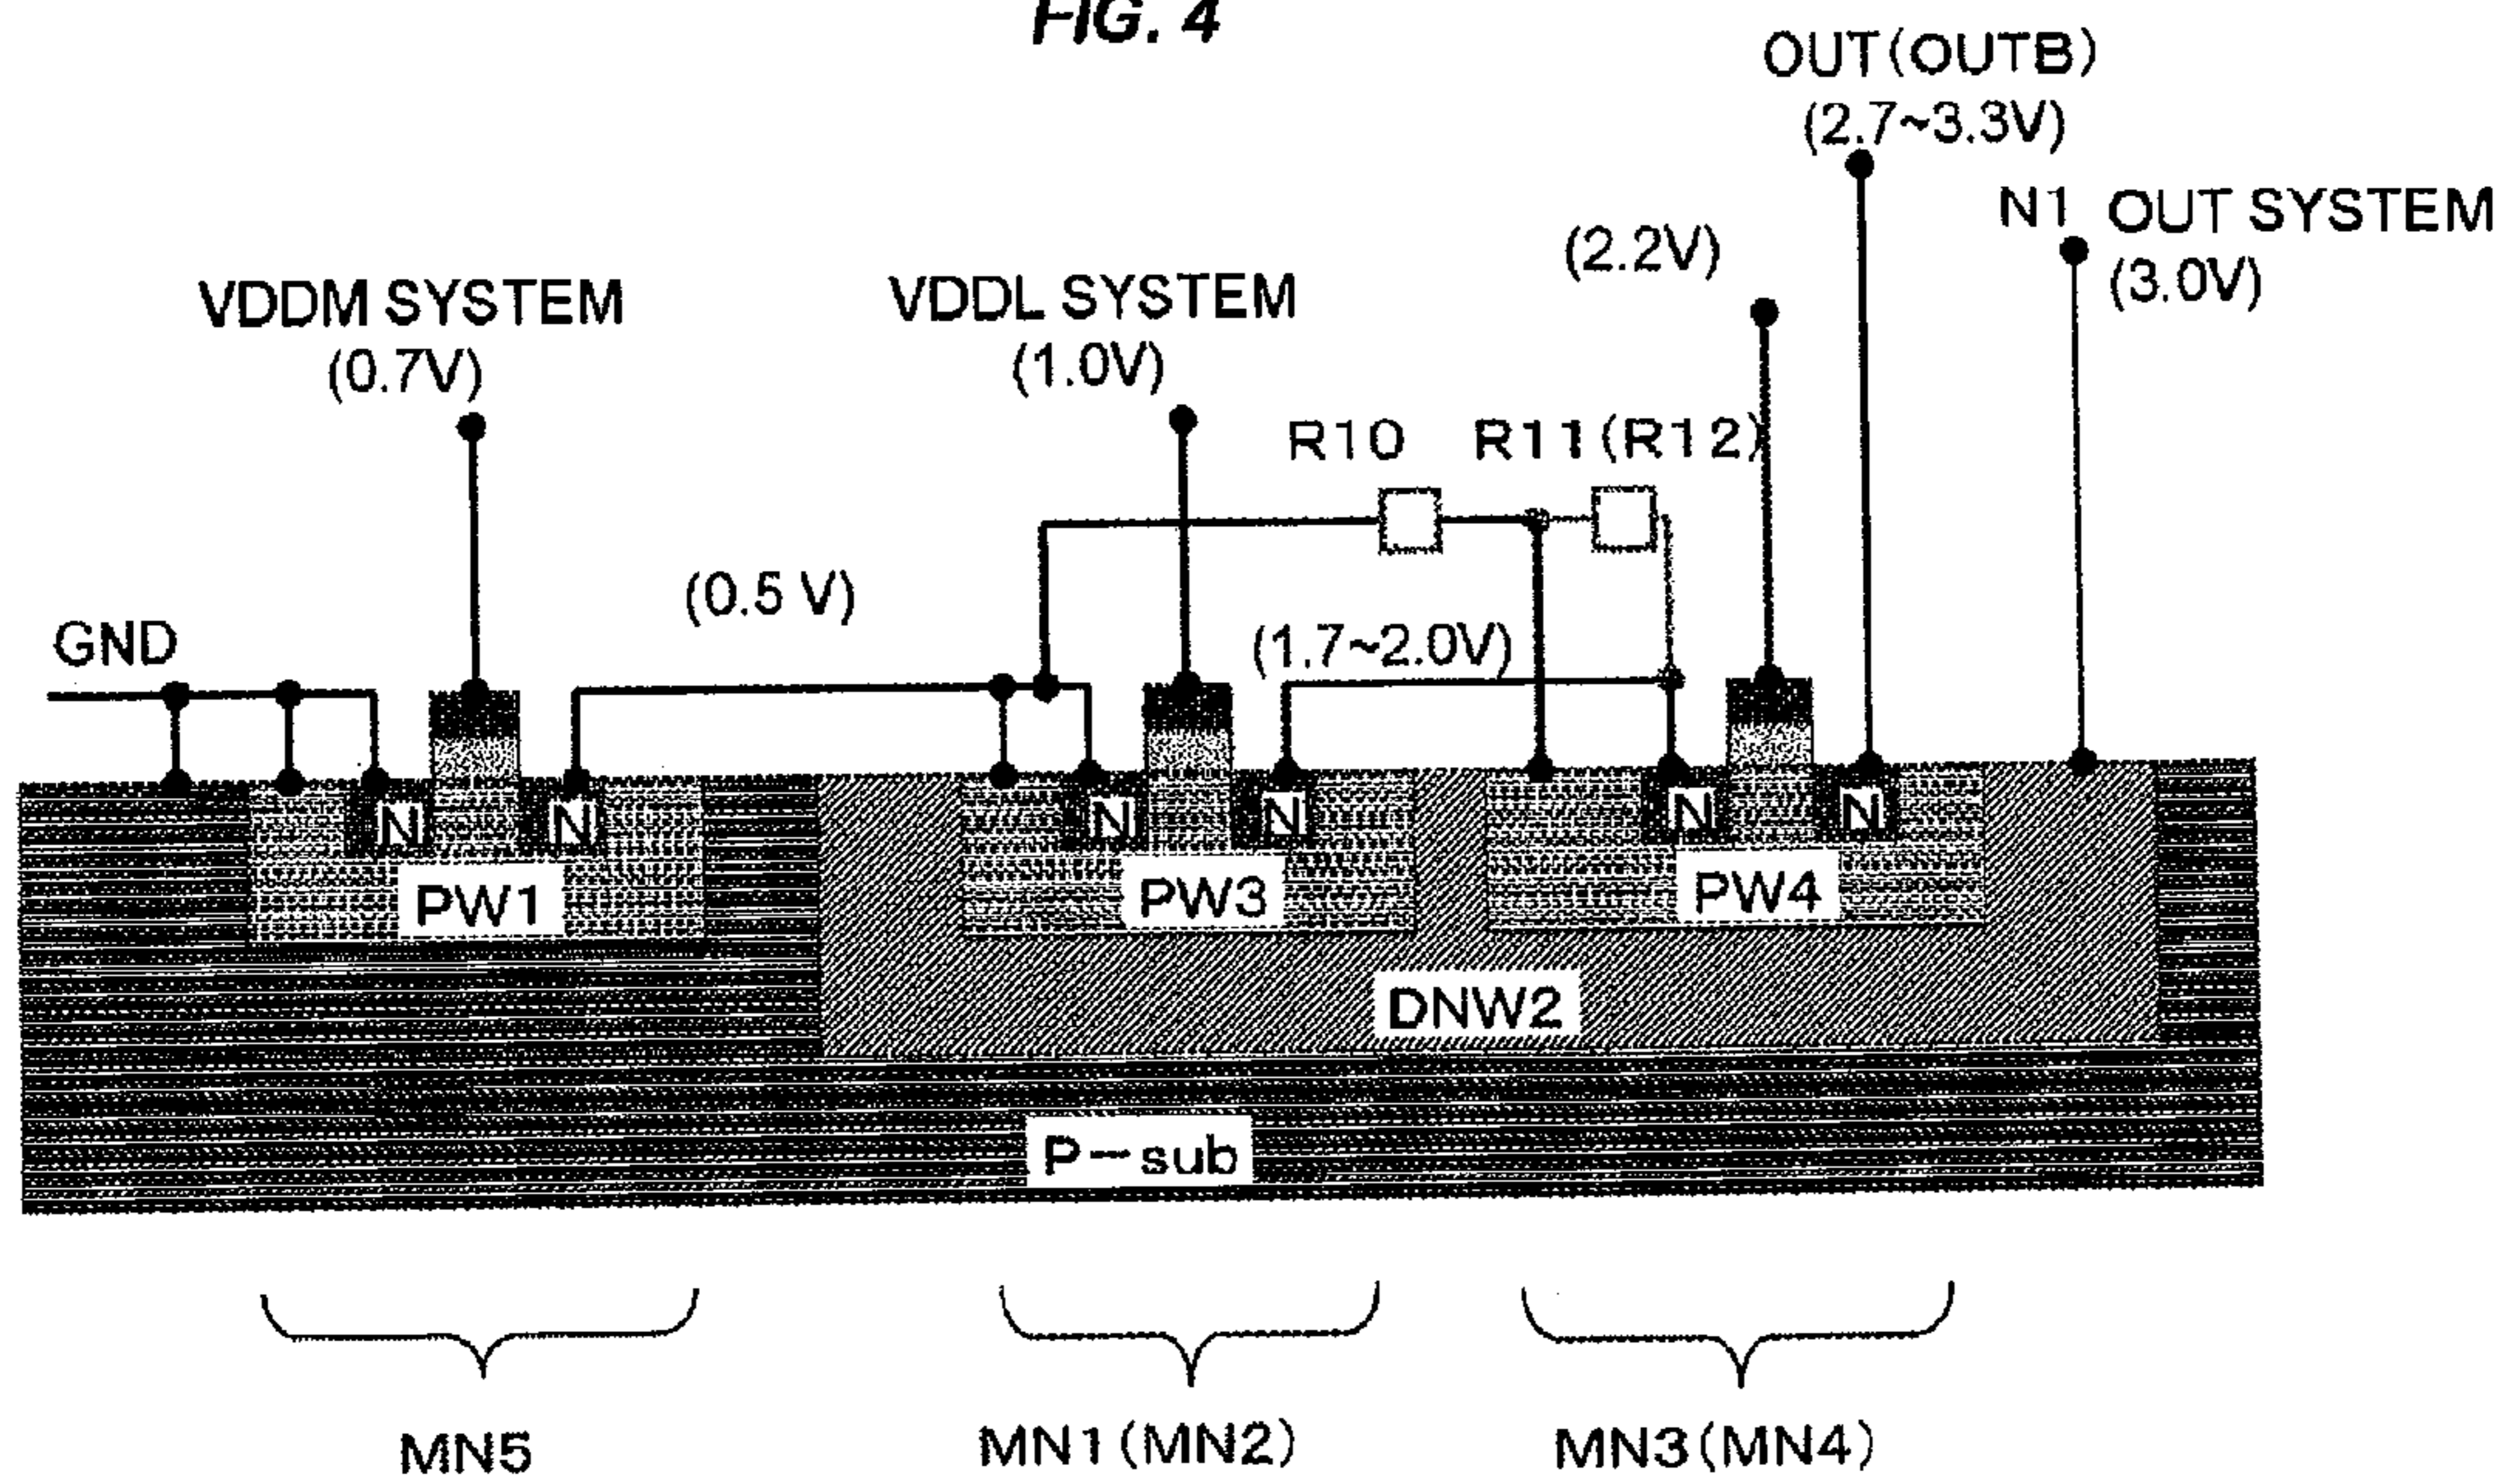 FIG. 4
OUT(OUTB)
(2.7~3.3V)
N1 OUT SYSTEM
(3.0V)
(2.2V)
VDDM SYSTEM
(0.7V)
VDDL SYSTEM
(1.0V)
R10
R11(R12)
(0.5 V)
(1.7~2.0V)
GND
N
N
N
N
N
N
PW1
PW3
PW4
DNW2
P-sub
MN5
MN1(MN2)
MN3(MN4)